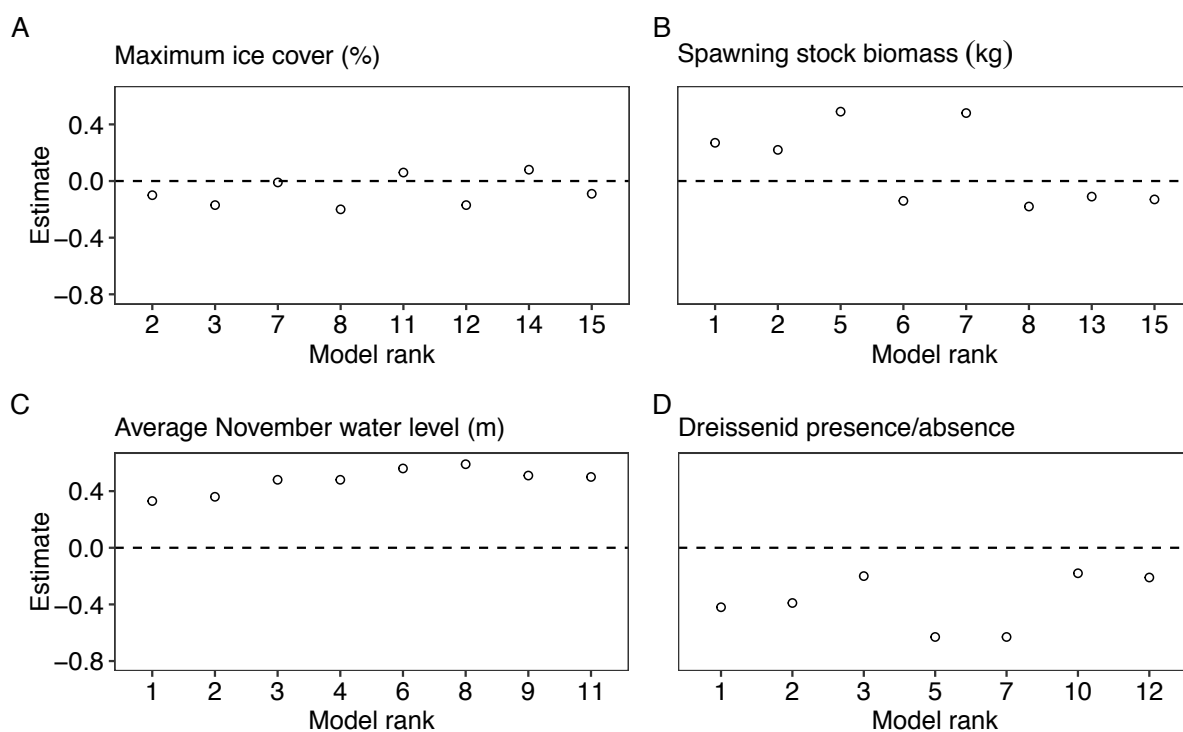 A
Maximum ice cover (%)
Estimate
0.4
0.0
−0.4
−0.8
2 3 7 8 11 12 14 15
Model rank
B
Spawning stock biomass (kg)
1 2 5 6 7 8 13 15
Model rank
C
Average November water level (m)
Estimate
0.4
0.0
−0.4
−0.8
1 2 3 4 6 8 9 11
Model rank
D
Dreissenid presence/absence
1 2 3 5 7 10 12
Model rank